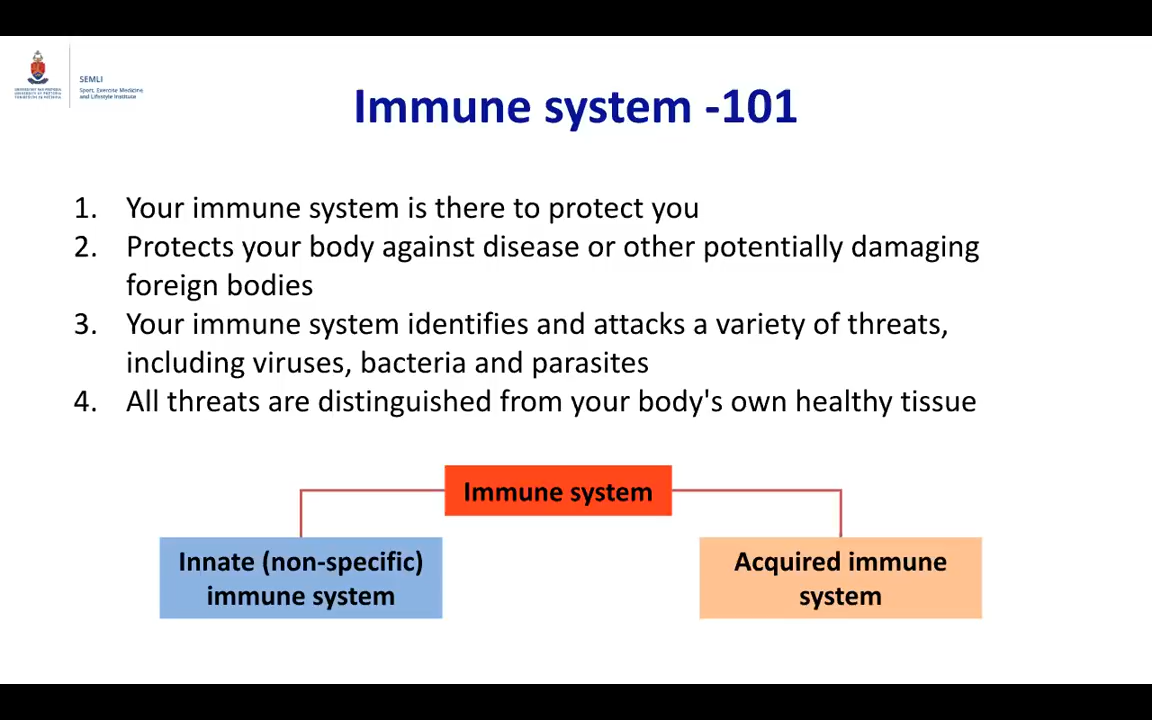 SEMLI
Sport, Exercise Medicine
and Lifestyle Institute
Immune system -101
1. Your immune system is there to protect you
2. Protects your body against disease or other potentially damaging
foreign bodies
3. Your immune system identifies and attacks a variety of threats,
including viruses, bacteria and parasites
4. All threats are distinguished from your body's own healthy tissue
Immune system
Innate (non-specific)
immune system
Acquired immune
system